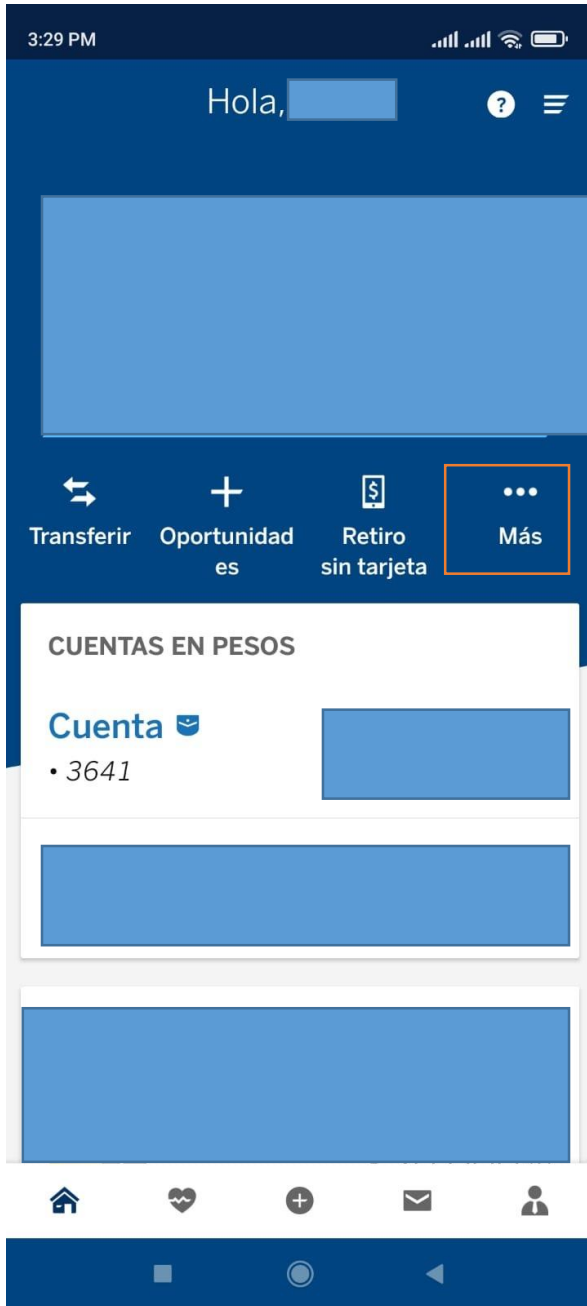 3:29 PM
Hola,
?
Transferir
Oportunidad
es
Retiro
sin tarjeta
Más
CUENTAS EN PESOS
Cuenta
• 3641